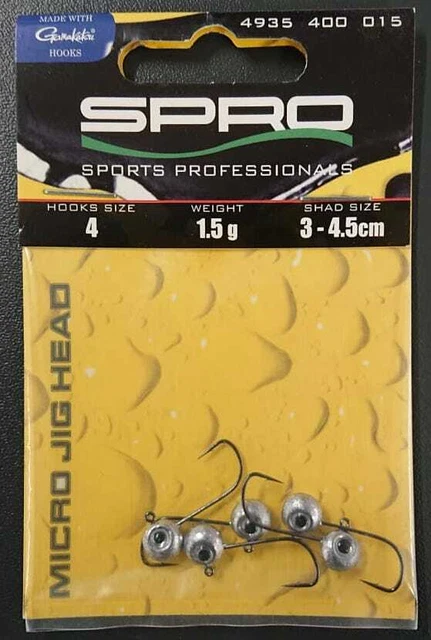 MADE WITH
Gamakatsu
HOOKS
4935 400 015
SPRO
SPORTS PROFESSIONALS
HOOKS SIZE
4
WEIGHT
1.5 g
SHAD SIZE
3 - 4.5cm
MICRO JIG HEAD